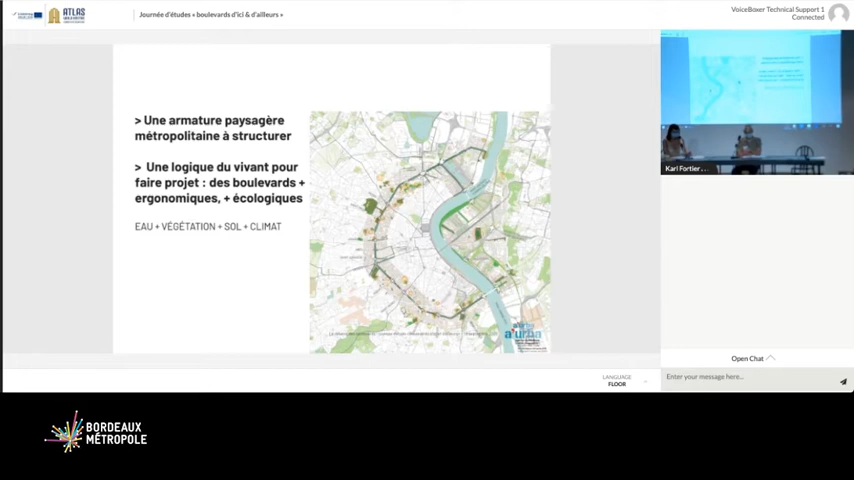 ATLAS
Journée d'études « boulevards d'ici & d'ailleurs »
VoiceBoxer Technical Support 1
Connected
> Une armature paysagère
métropolitaine à structurer
> Une logique du vivant pour
faire projet : des boulevards +
ergonomiques, + écologiques
EAU + VÉGÉTATION + SOL + CLIMAT
a'urba
Karl Fortier ...
Open Chat
Enter your message here...
LANGUAGE
FLOOR
BORDEAUX
MÉTROPOLE